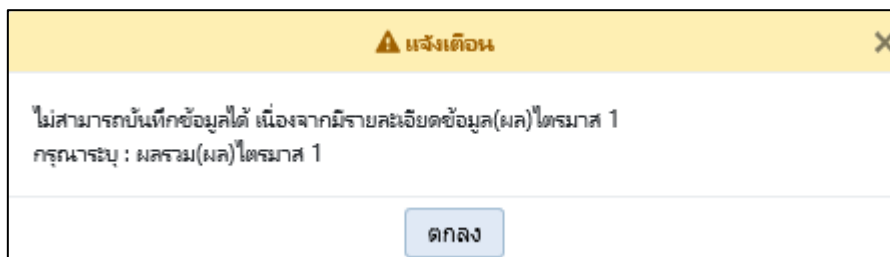 แจ้งเตือน
ไม่สามารถบันทึกข้อมูลได้ เนื่องจากมีรายละเอียดข้อมูล(ผล)ไตรมาส 1
กรุณาระบุ : ผลรวม(ผล)ไตรมาส 1
ตกลง